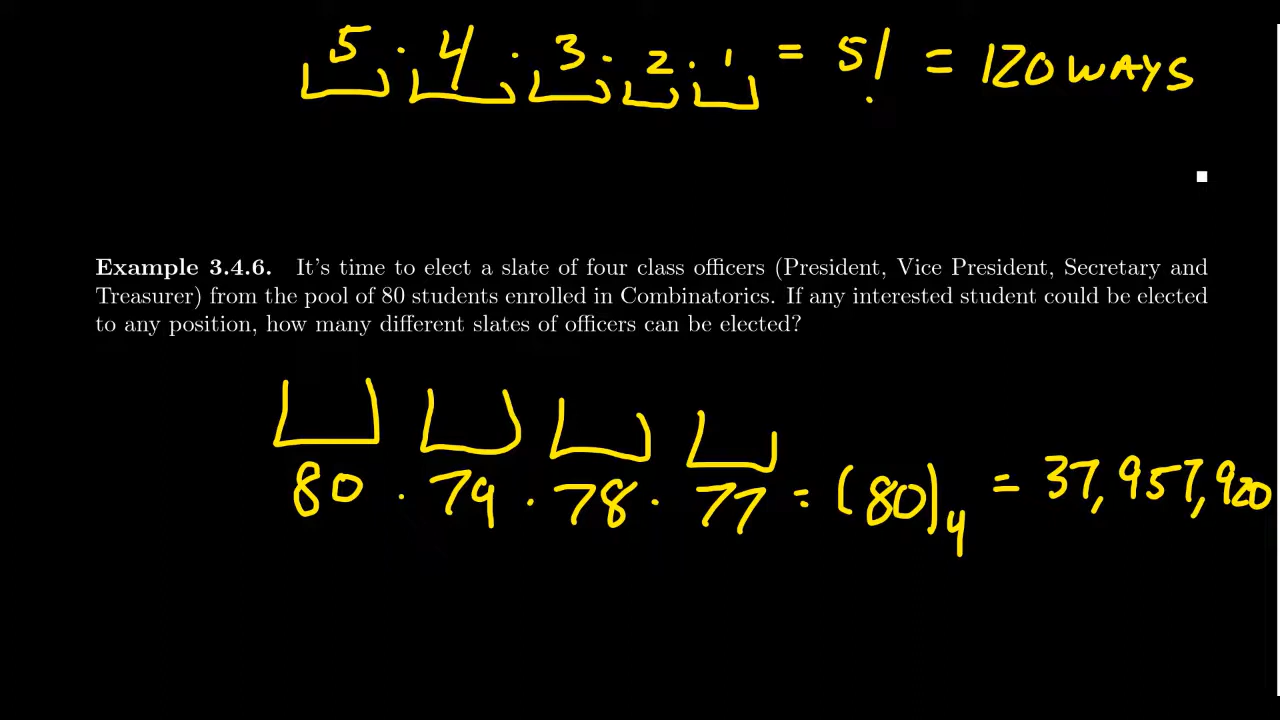 5 · 4 · 3 · 2 · 1 = 5! = 120 WAYS
Example 3.4.6. It's time to elect a slate of four class officers (President, Vice President, Secretary and
Treasurer) from the pool of 80 students enrolled in Combinatorics. If any interested student could be elected
to any position, how many different slates of officers can be elected?
80 · 79 · 78 · 77 = (80)₄ = 37,957,920